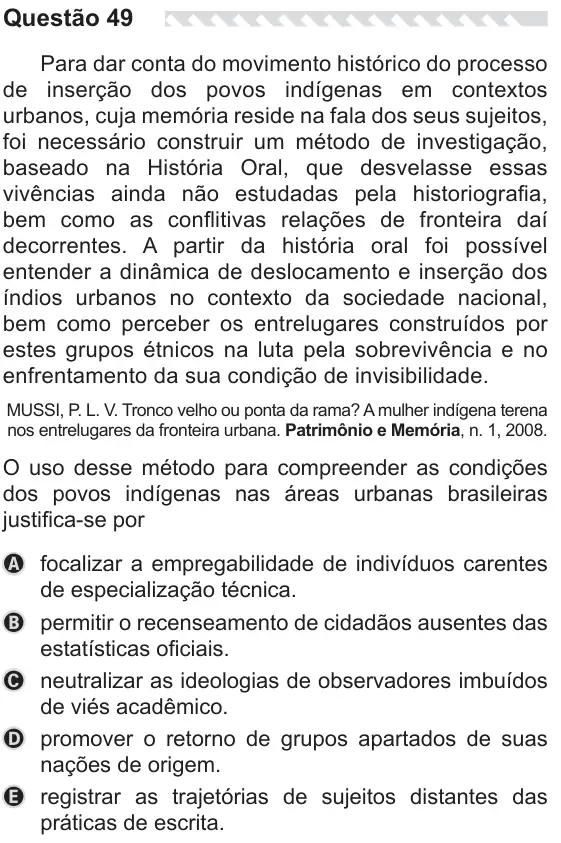 Questão 49
Para dar conta do movimento histórico do processo
de inserção dos povos indígenas em contextos
urbanos, cuja memória reside na fala dos seus sujeitos,
foi necessário construir um método de investigação,
baseado na História Oral, que desvelasse essas
vivências ainda não estudadas pela historiografia,
bem como as conflitivas relações de fronteira daí
decorrentes. A partir da história oral foi possível
entender a dinâmica de deslocamento e inserção dos
índios urbanos no contexto da sociedade nacional,
bem como perceber os entrelugares construídos por
estes grupos étnicos na luta pela sobrevivência e no
enfrentamento da sua condição de invisibilidade.
MUSSI, P. L. V. Tronco velho ou ponta da rama? A mulher indígena terena
nos entrelugares da fronteira urbana. Patrimônio e Memória, n. 1, 2008.
O uso desse método para compreender as condições
dos povos indígenas nas áreas urbanas brasileiras
justifica-se por
A focalizar a empregabilidade de indivíduos carentes
de especialização técnica.
B permitir o recenseamento de cidadãos ausentes das
estatísticas oficiais.
C neutralizar as ideologias de observadores imbuídos
de viés acadêmico.
D promover o retorno de grupos apartados de suas
nações de origem.
E registrar as trajetórias de sujeitos distantes das
práticas de escrita.